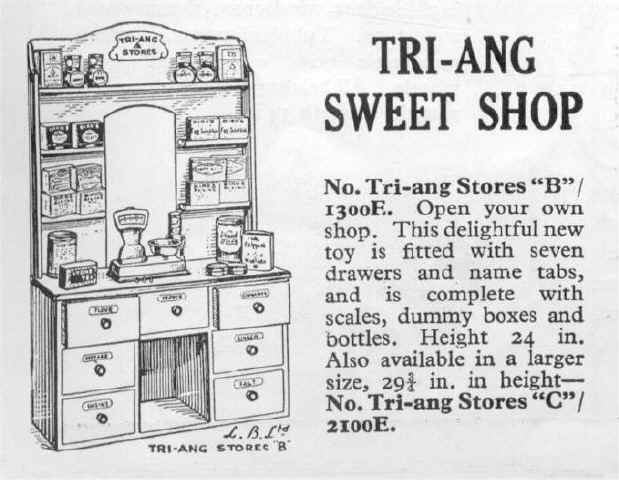 TRI-ANG
&
STORES
FLOUR
SUGAR
GINGER
SALT
L. B. Ltd
TRI-ANG STORES "B"
TRI-ANG
SWEET SHOP
No. Tri-ang Stores "B"/
1300E. Open your own
shop. This delightful new
toy is fitted with seven
drawers and name tabs,
and is complete with
scales, dummy boxes and
bottles. Height 24 in.
Also available in a larger
size, 29¾ in. in height—
No. Tri-ang Stores "C"/
2100E.